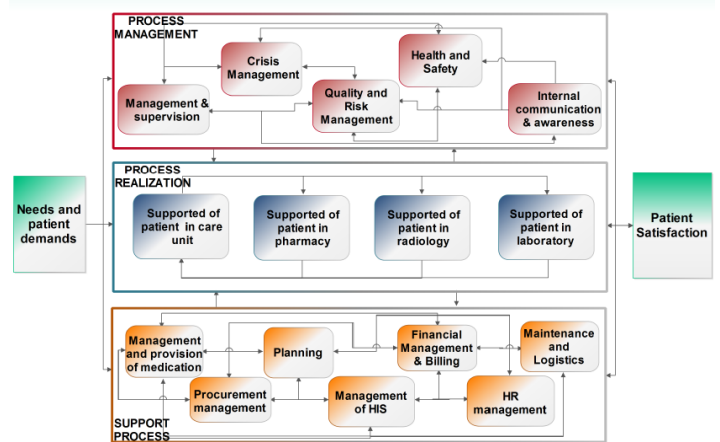 PROCESS
MANAGEMENT
Crisis
Management
Health and
Safety
Management &
supervision
Quality and
Risk
Management
Internal
communication
& awareness
PROCESS
REALIZATION
Needs and
patient
demands
Supported of
patient in care
unit
Supported of
patient in
pharmacy
Supported of
patient in
radiology
Supported of
patient in
laboratory
Patient
Satisfaction
Management
and provision
of medication
Planning
Financial
Management
& Billing
Maintenance
and
Logistics
Procurement
management
Management
of HIS
HR
management
SUPPORT
PROCESS